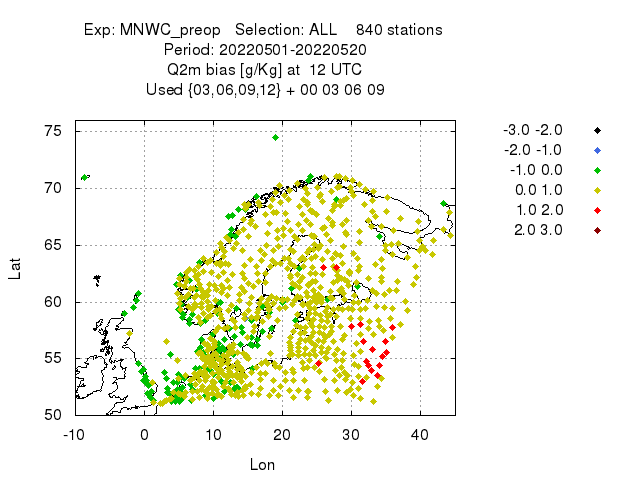 Exp: MNWC_preop   Selection: ALL    840 stations
Period: 20220501-20220520
Q2m bias [g/Kg] at  12 UTC
Used {03,06,09,12} + 00 03 06 09
75
70
65
60
55
50
-10 0 10 20 30 40
Lat
Lon
-3.0 -2.0
-2.0 -1.0
-1.0 0.0
0.0 1.0
1.0 2.0
2.0 3.0